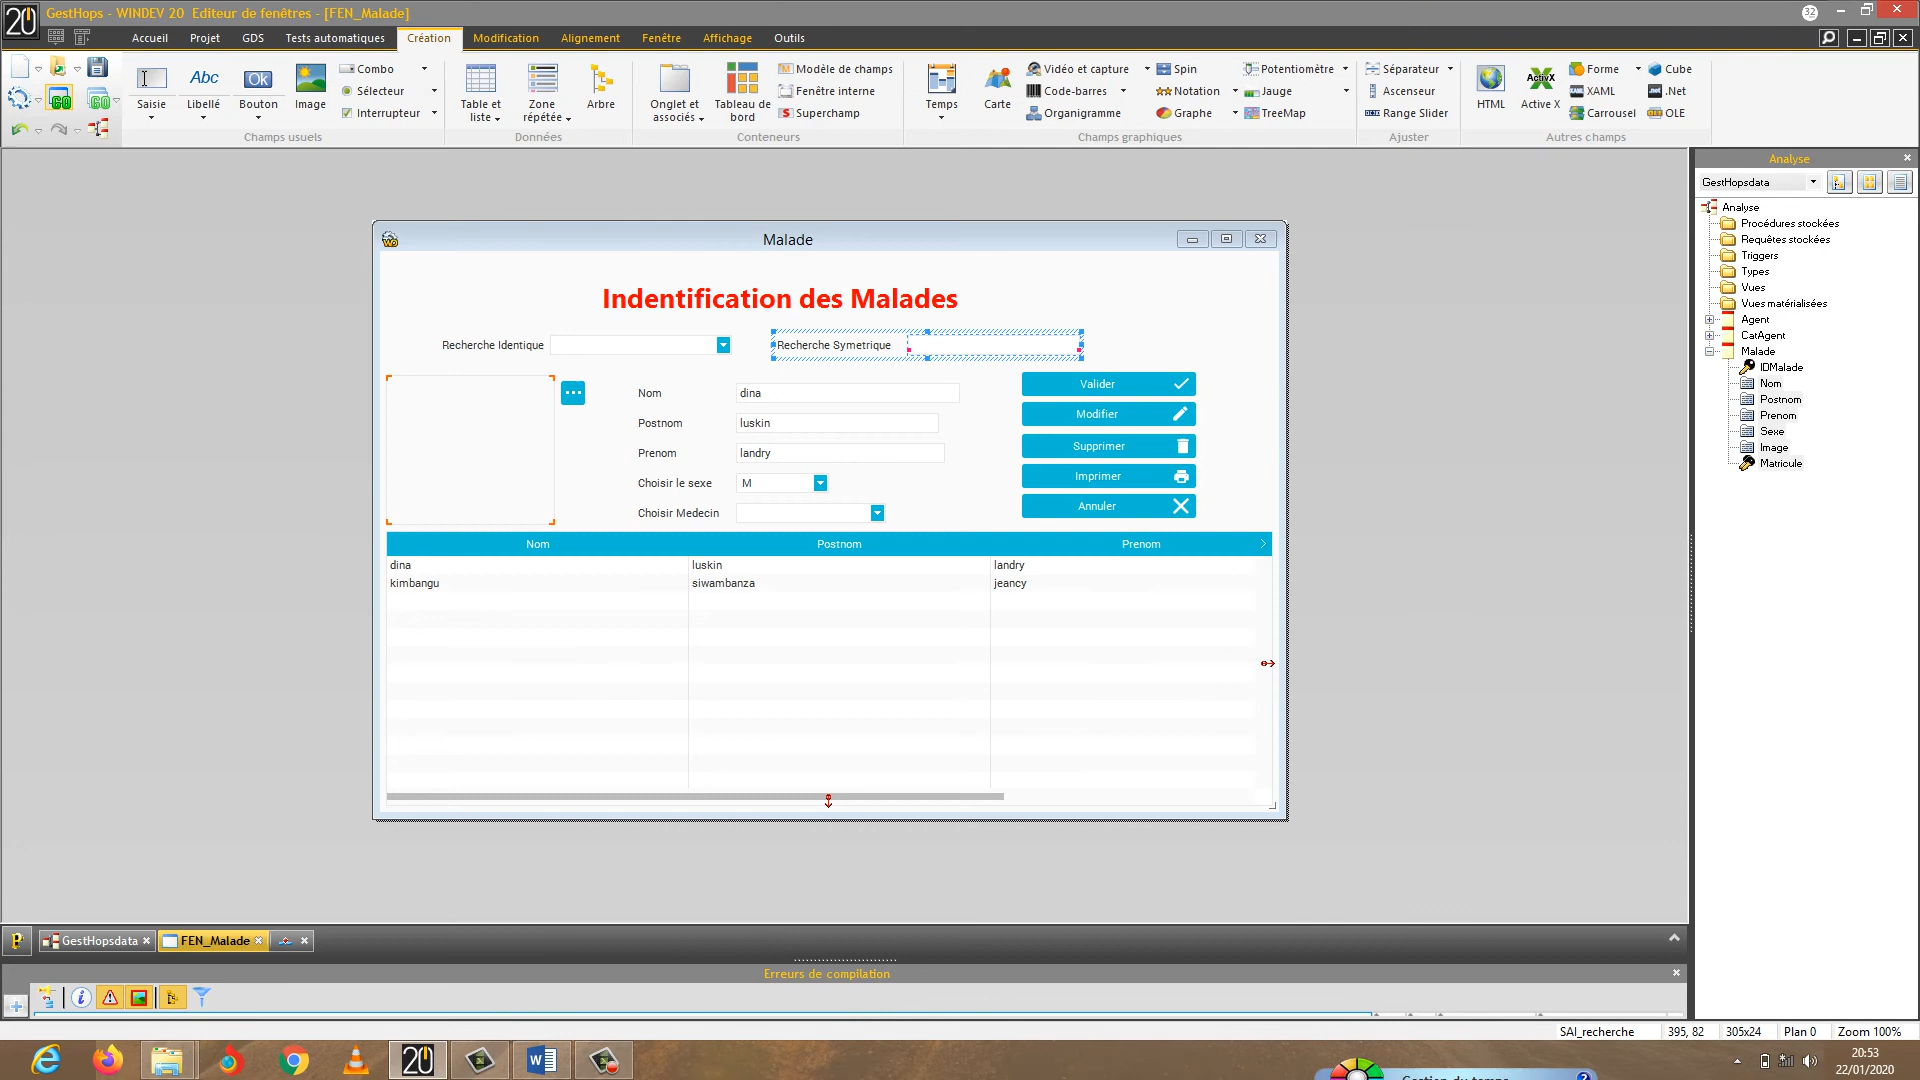 20
GestHops - WINDEV 20 Editeur de fenêtres - [FEN_Malade]
32
Accueil Projet GDS Tests automatiques Création Modification Alignement Fenêtre Affichage Outils
Saisie
Abc
Libellé
Ok
Bouton
Image
Combo
Sélecteur
Interrupteur
Champs usuels
Table et liste
Zone répétée
Arbre
Données
Onglet et associés
Tableau de bord
Modèle de champs
Fenêtre interne
Superchamp
Conteneurs
Temps
Carte
Vidéo et capture
Code-barres
Organigramme
Spin
Notation
Graphe
Potentiomètre
Jauge
TreeMap
Champs graphiques
Séparateur
Ascenseur
Range Slider
Ajuster
HTML
ActivX
Active X
Forme
XAML
Carrousel
Cube
.Net
OLE
Autres champs
GO
Analyse
GestHopsdata
Analyse
Procédures stockées
Requêtes stockées
Triggers
Types
Vues
Vues matérialisées
Agent
CatAgent
Malade
IDMalade
Nom
Postnom
Prenom
Sexe
Image
Matricule
Malade
Indentification des Malades
Recherche Identique
Recherche Symetrique
Nom dina
Postnom luskin
Prenom landry
Choisir le sexe M
Choisir Medecin
Valider
Modifier
Supprimer
Imprimer
Annuler
Nom Postnom Prenom
dina luskin landry
kimbangu siwambanza jeancy
GestHopsdata FEN_Malade
Erreurs de compilation
SAI_recherche 395, 82 305x24 Plan 0 Zoom 100%
20
20:53
22/01/2020